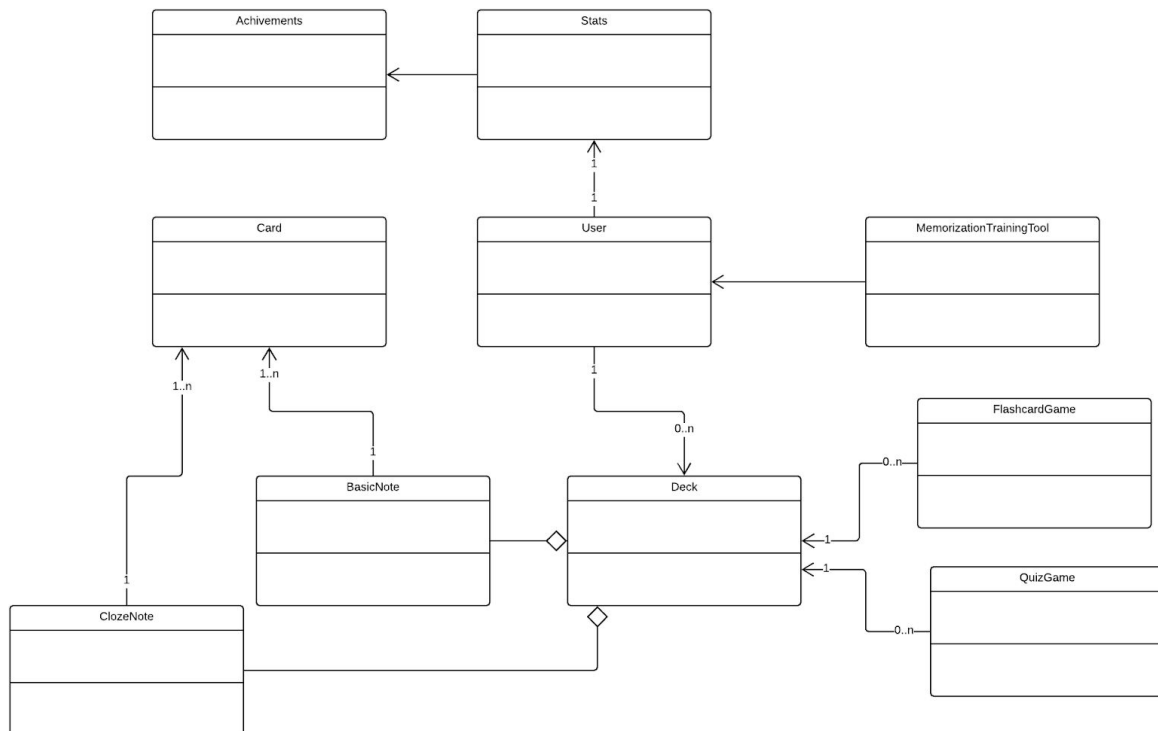 Achivements
Stats
1
1
Card
User
MemorizationTrainingTool
1..n
1..n
1
0..n
FlashcardGame
0..n
1
BasicNote
Deck
1
1
QuizGame
0..n
1
ClozeNote